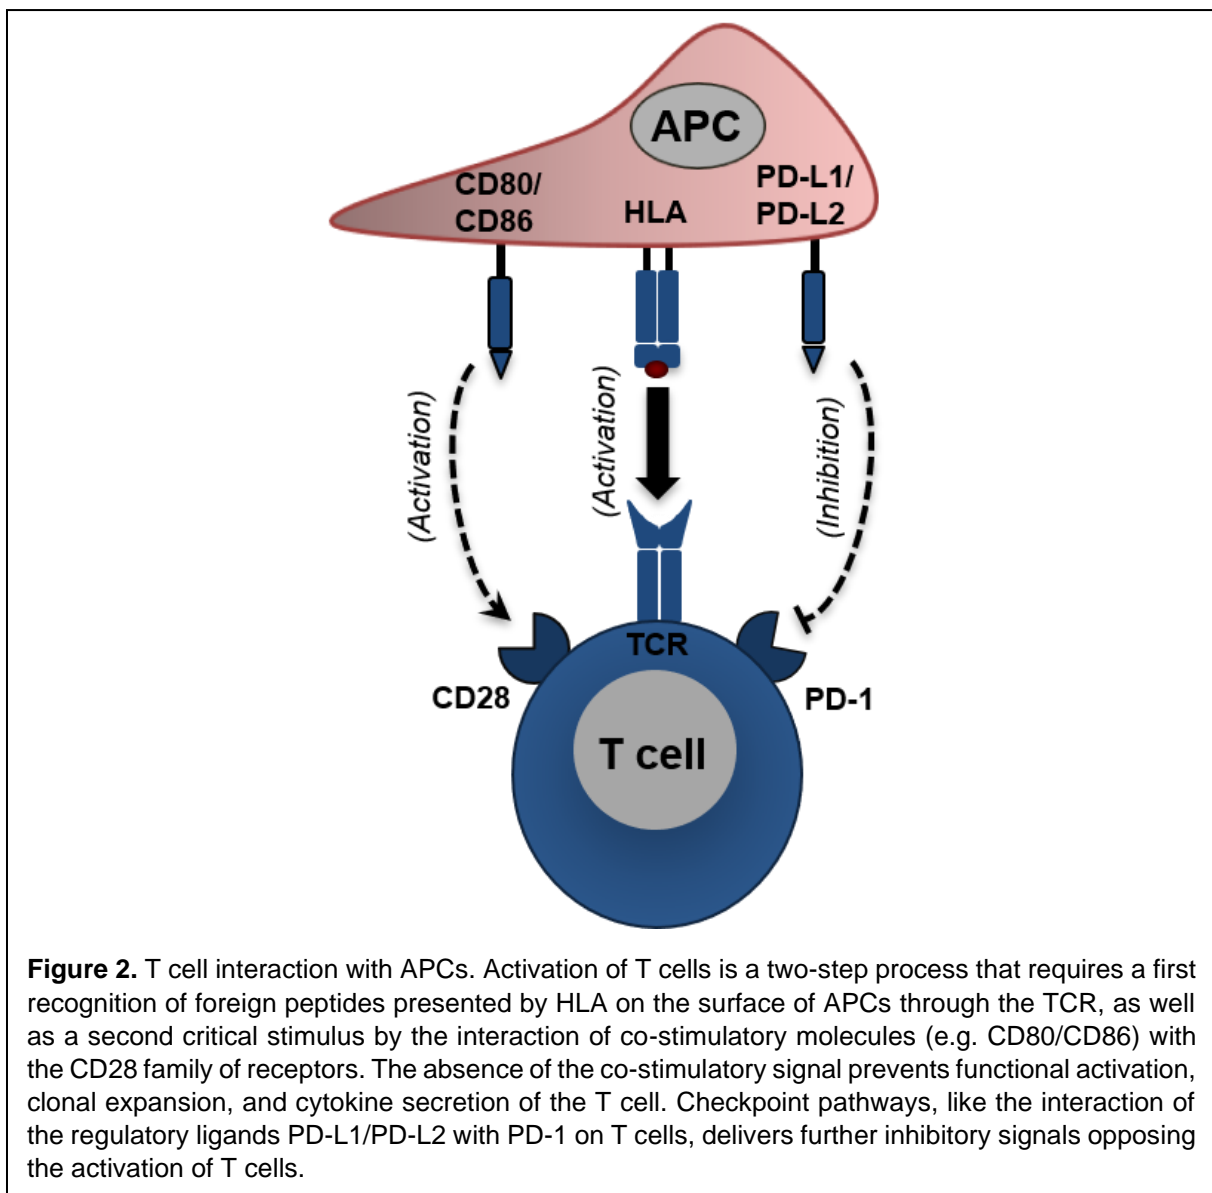 APC
CD80/
CD86
HLA
PD-L1/
PD-L2
(Activation)
(Activation)
(Inhibition)
TCR
CD28
PD-1
T cell
Figure 2. T cell interaction with APCs. Activation of T cells is a two-step process that requires a first
recognition of foreign peptides presented by HLA on the surface of APCs through the TCR, as well
as a second critical stimulus by the interaction of co-stimulatory molecules (e.g. CD80/CD86) with
the CD28 family of receptors. The absence of the co-stimulatory signal prevents functional activation,
clonal expansion, and cytokine secretion of the T cell. Checkpoint pathways, like the interaction of
the regulatory ligands PD-L1/PD-L2 with PD-1 on T cells, delivers further inhibitory signals opposing
the activation of T cells.